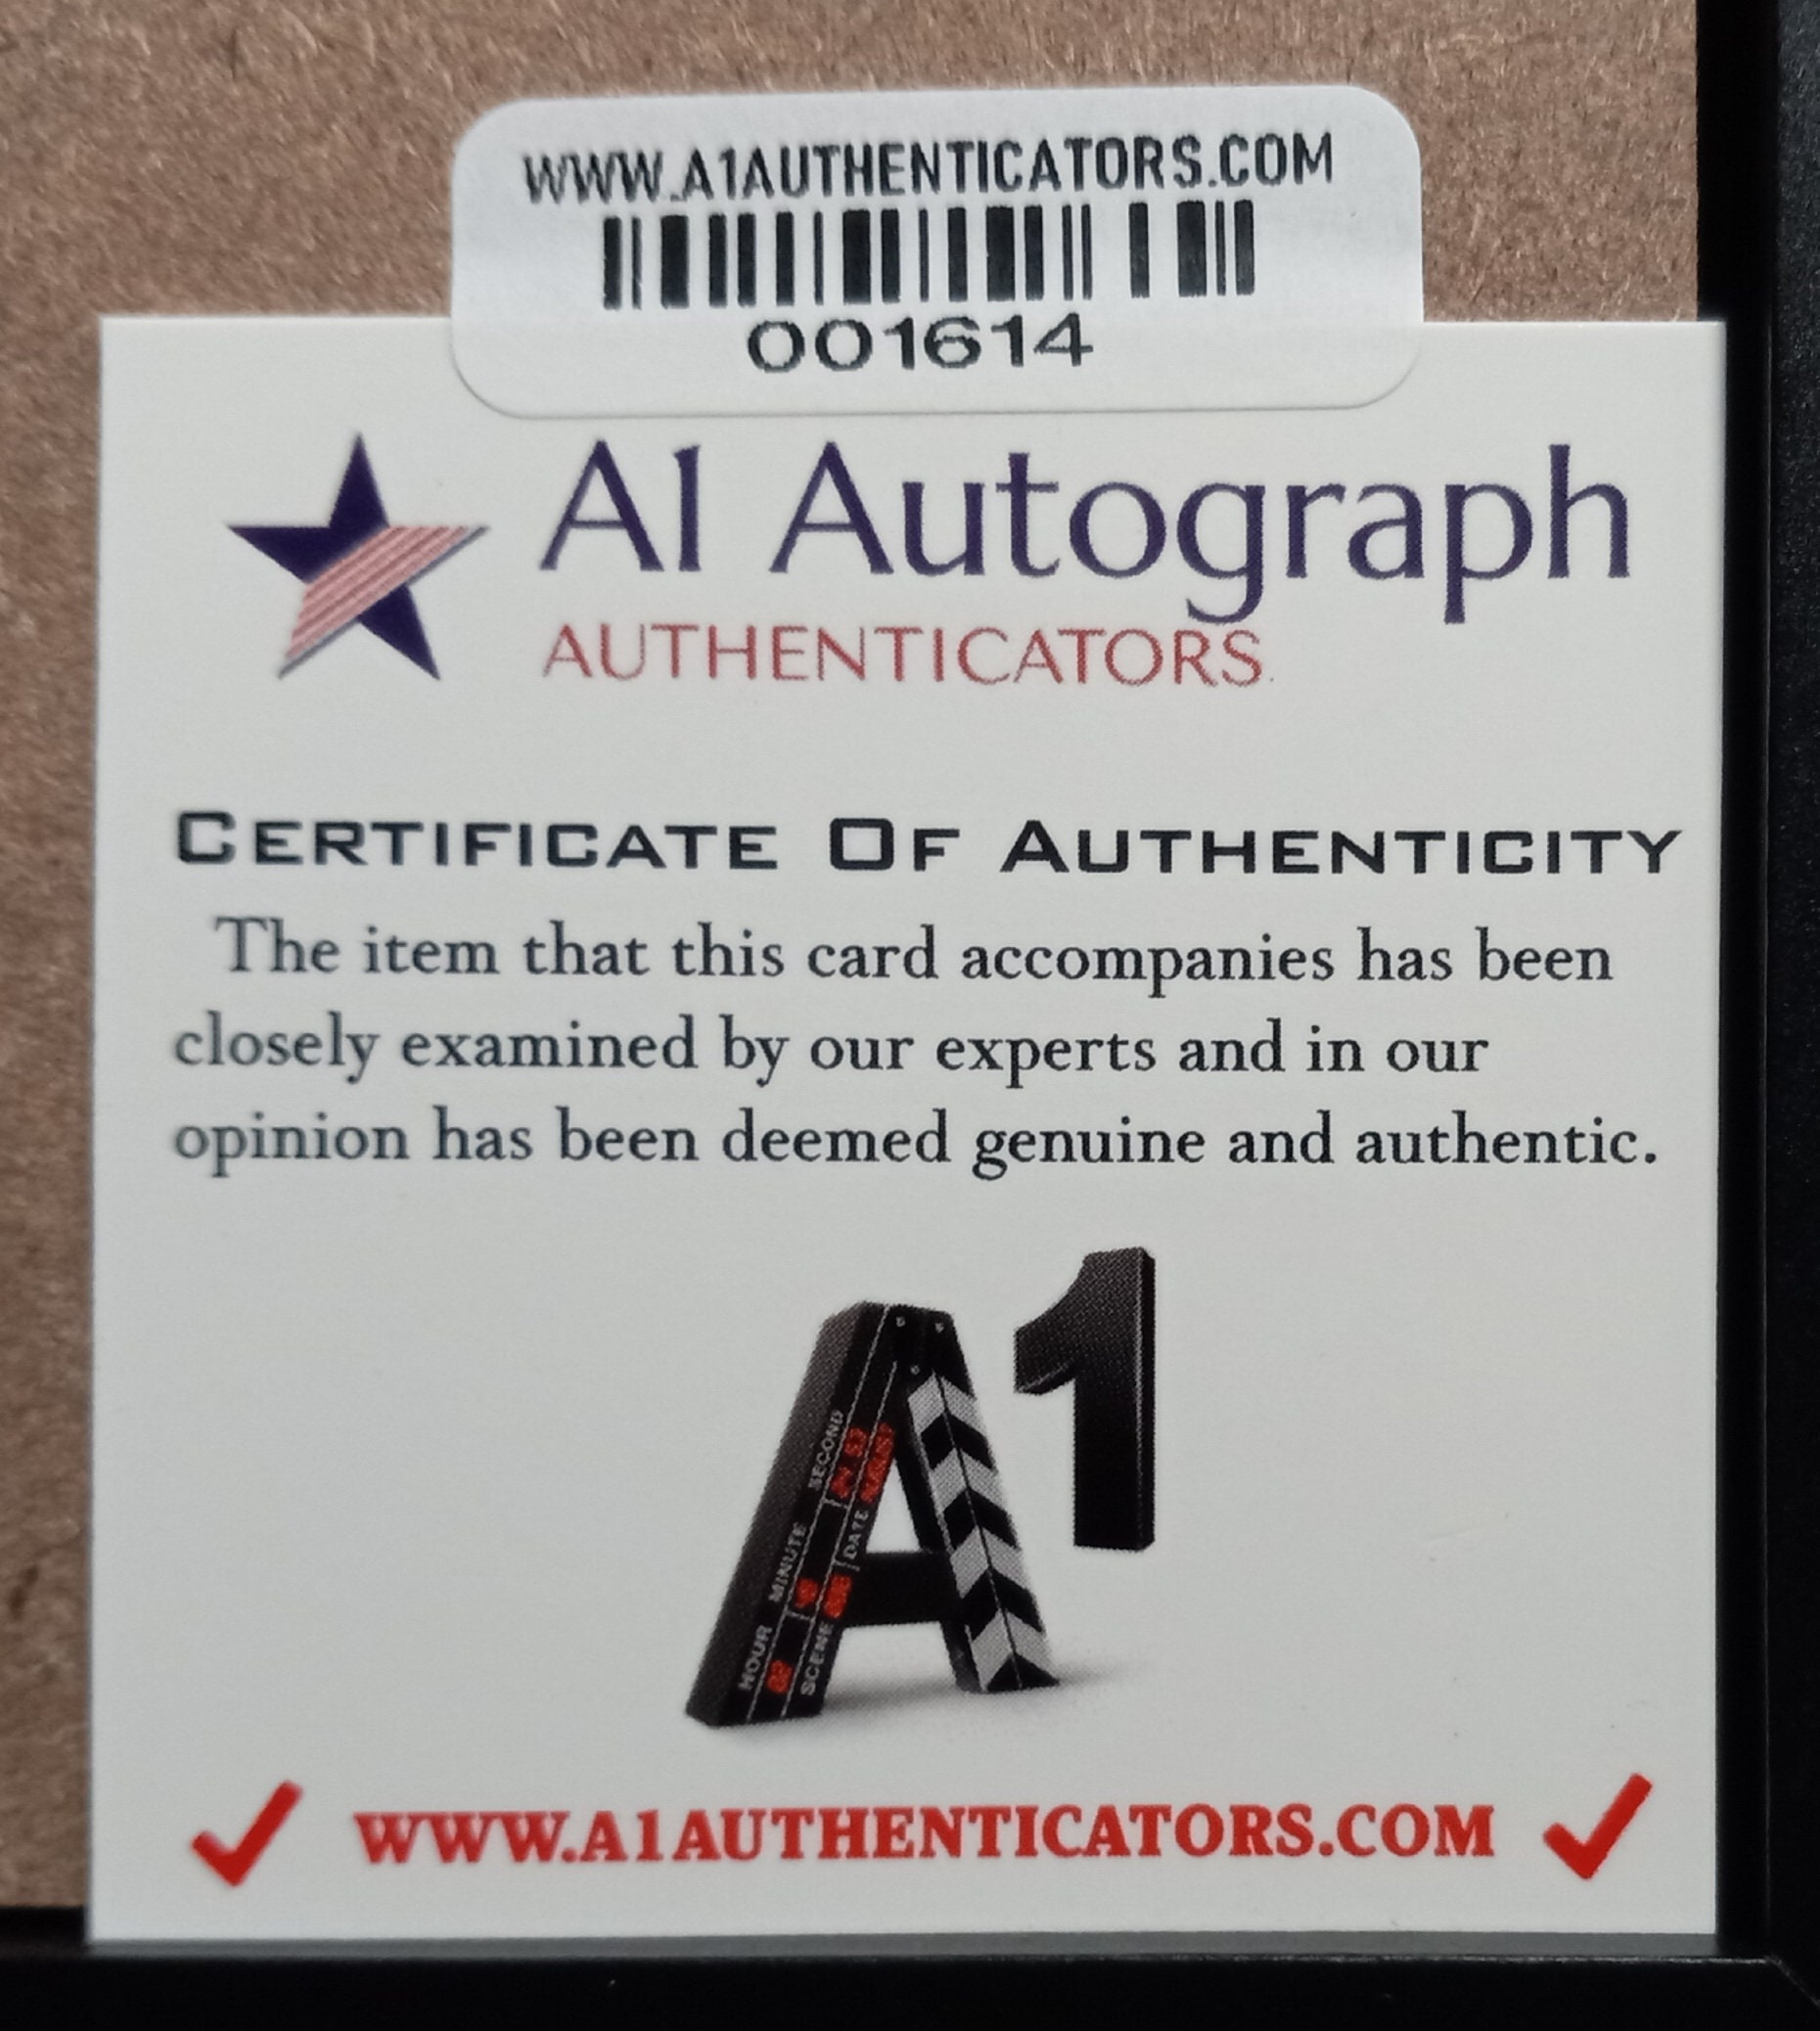 WWW.A1AUTHENTICATORS.COM
001614
A1 Autograph
AUTHENTICATORS
CERTIFICATE OF AUTHENTICITY
The item that this card accompanies has been
closely examined by our experts and in our
opinion has been deemed genuine and authentic.
A1
HOUR MINUTE SECOND
SCENE DATE
WWW.A1AUTHENTICATORS.COM